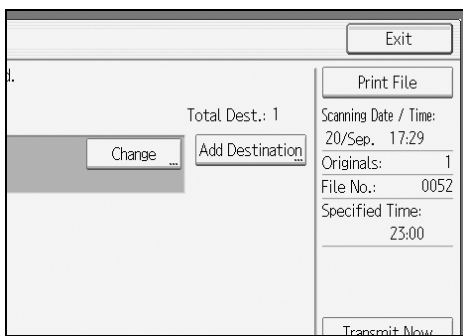 Exit
d.
Print File
Total Dest.: 1
Scanning Date / Time:
20/Sep. 17:29
Change
Add Destination
Originals: 1
File No.: 0052
Specified Time:
23:00
Transmit Now